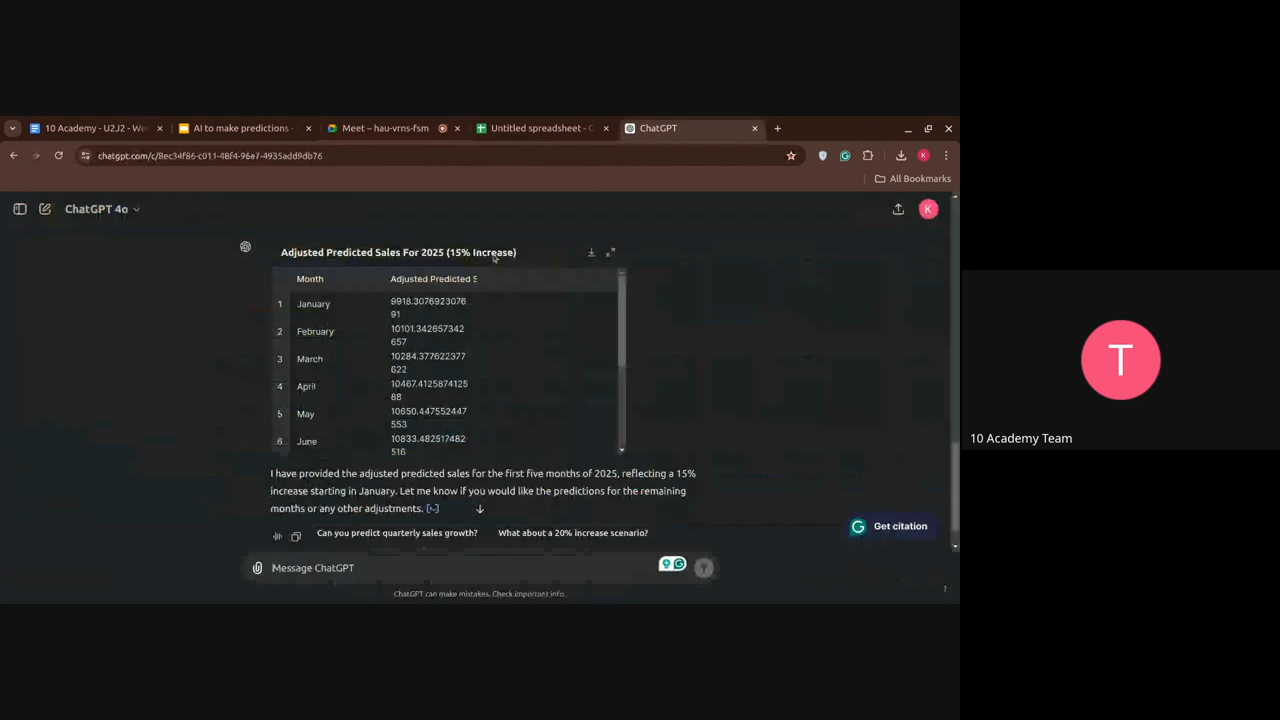 10 Academy - U2J2 - We
AI to make predictions -
Meet – hau-vrns-fsm
Untitled spreadsheet - G
ChatGPT
chatgpt.com/c/8ec34f86-c011-48f4-96e7-4935add9db76
All Bookmarks
ChatGPT 4o
K
Adjusted Predicted Sales For 2025 (15% Increase)
Month Adjusted Predicted S
1 January 9918.3076923076
91
2 February 10101.342657342
657
3 March 10284.377622377
622
4 April 10467.4125874125
88
5 May 10650.447552447
553
6 June 10833.482517482
516
I have provided the adjusted predicted sales for the first five months of 2025, reflecting a 15%
increase starting in January. Let me know if you would like the predictions for the remaining
months or any other adjustments. [>-]
Can you predict quarterly sales growth? What about a 20% increase scenario?
Get citation
Message ChatGPT
ChatGPT can make mistakes. Check important info.
?
T
10 Academy Team